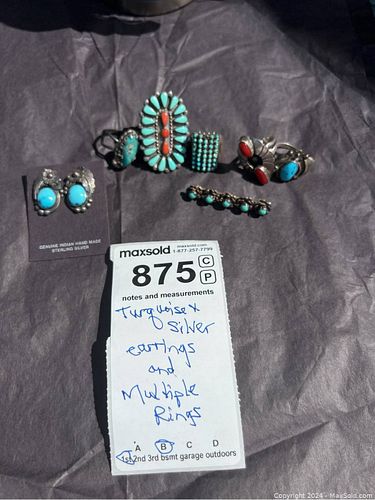 GENUINE INDIAN HAND MADE
STERLING SILVER
maxsold maxsold.com
1-877-257-7799
875 C
P
notes and measurements
Turquoise x
Silver
earrings
and
Multiple
Rings
A B C D
1st 2nd 3rd bsmt garage outdoors
Copyright 2024 - MaxSold.com